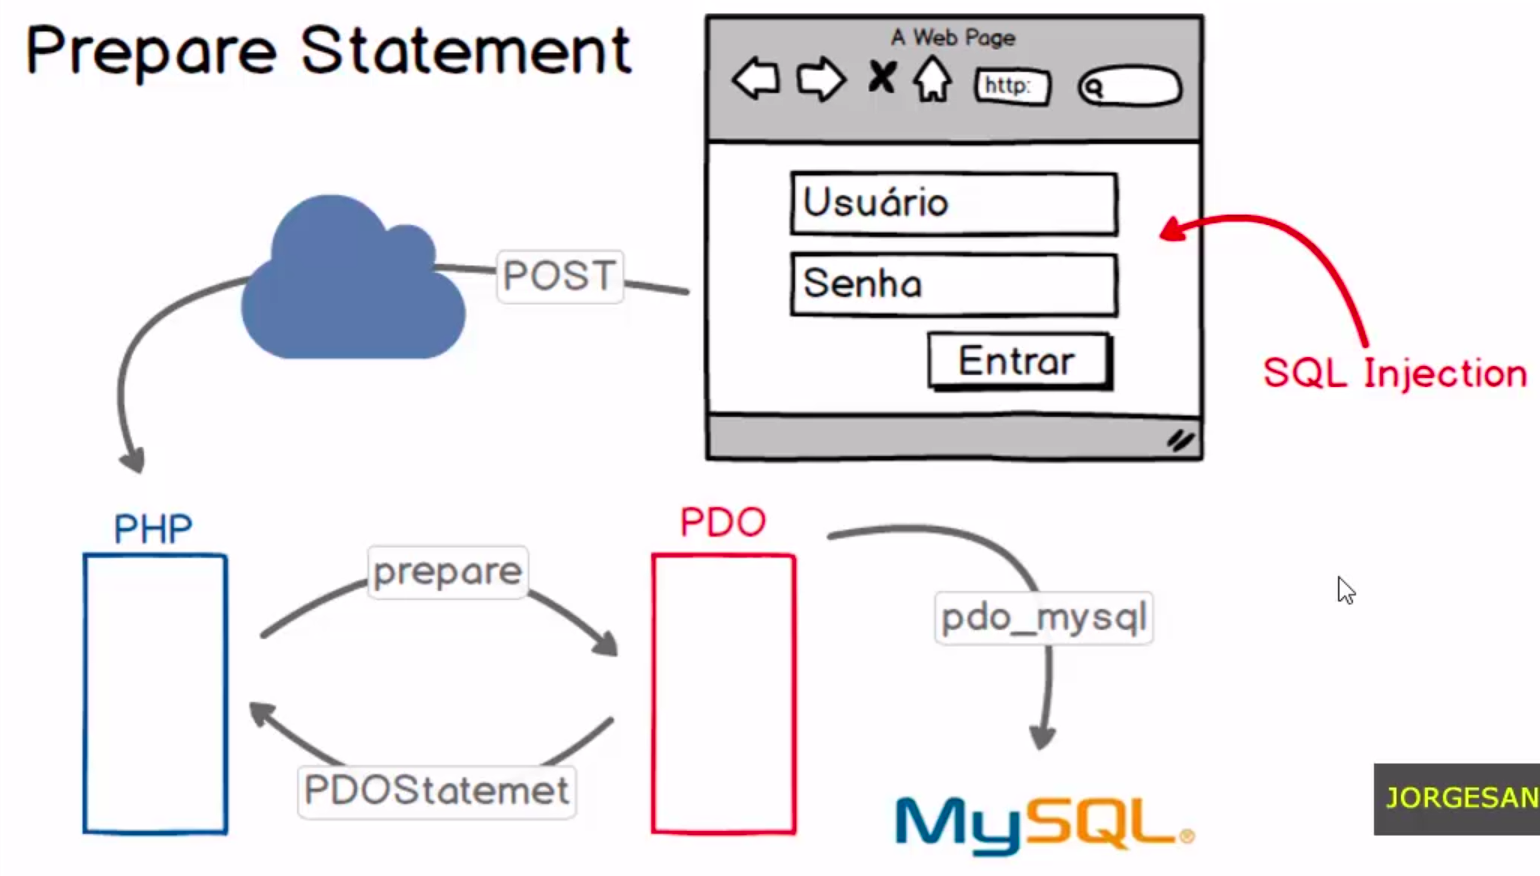 Prepare Statement
A Web Page
http:
Usuário
Senha
Entrar
POST
SQL Injection
PHP
PDO
prepare
pdo_mysql
PDOStatemet
MySQL®
JORGESAN